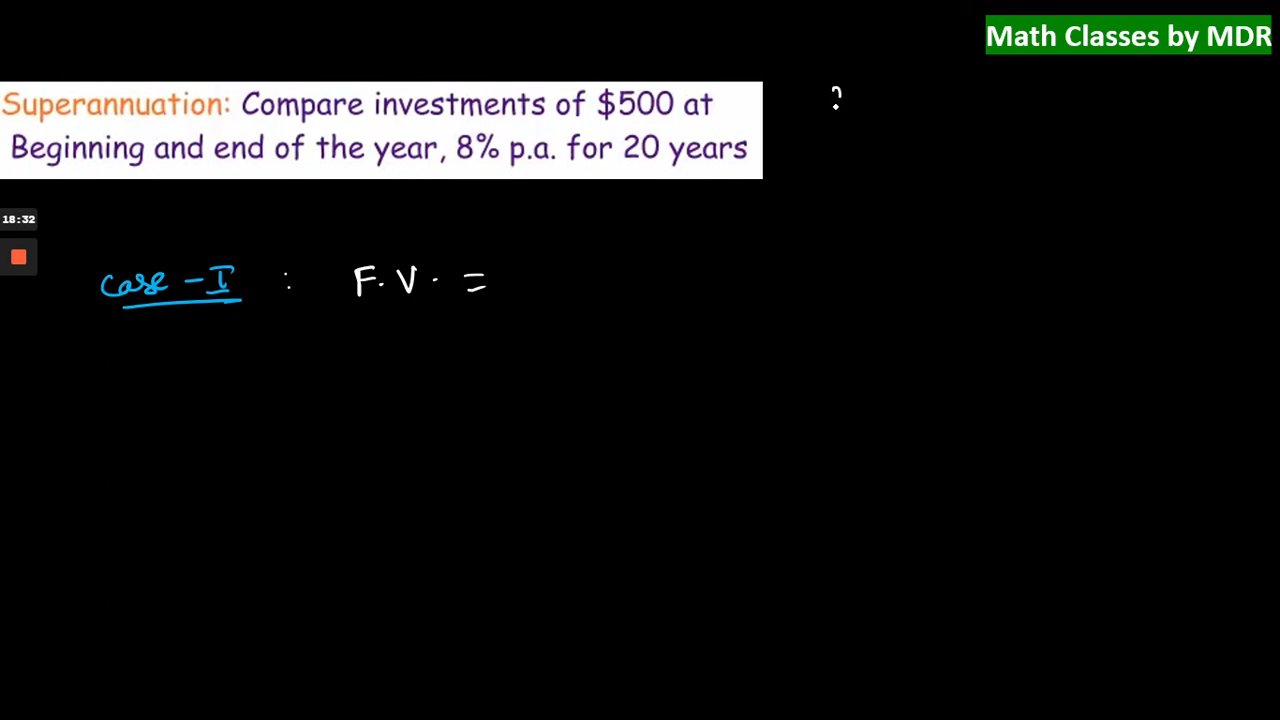 Math Classes by MDR
Superannuation: Compare investments of $500 at
Beginning and end of the year, 8% p.a. for 20 years
?
18:32
Case - I : F.V. =